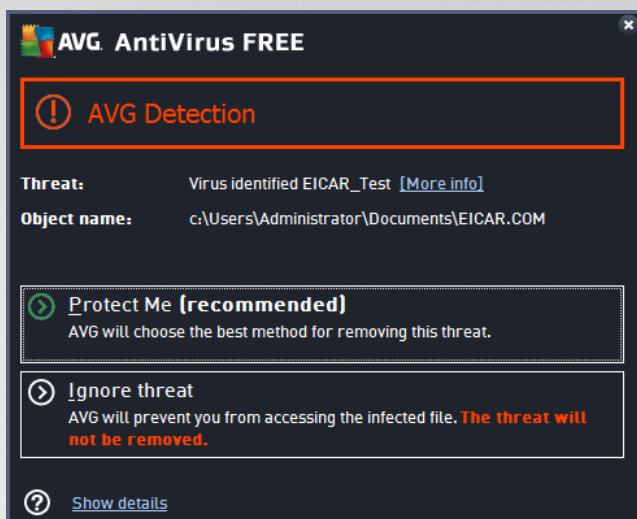 AVG. AntiVirus FREE
AVG Detection
Threat: Virus identified EICAR_Test [More info]
Object name: c:\Users\Administrator\Documents\EICAR.COM
Protect Me (recommended)
AVG will choose the best method for removing this threat.
Ignore threat
AVG will prevent you from accessing the infected file. The threat will
not be removed.
Show details